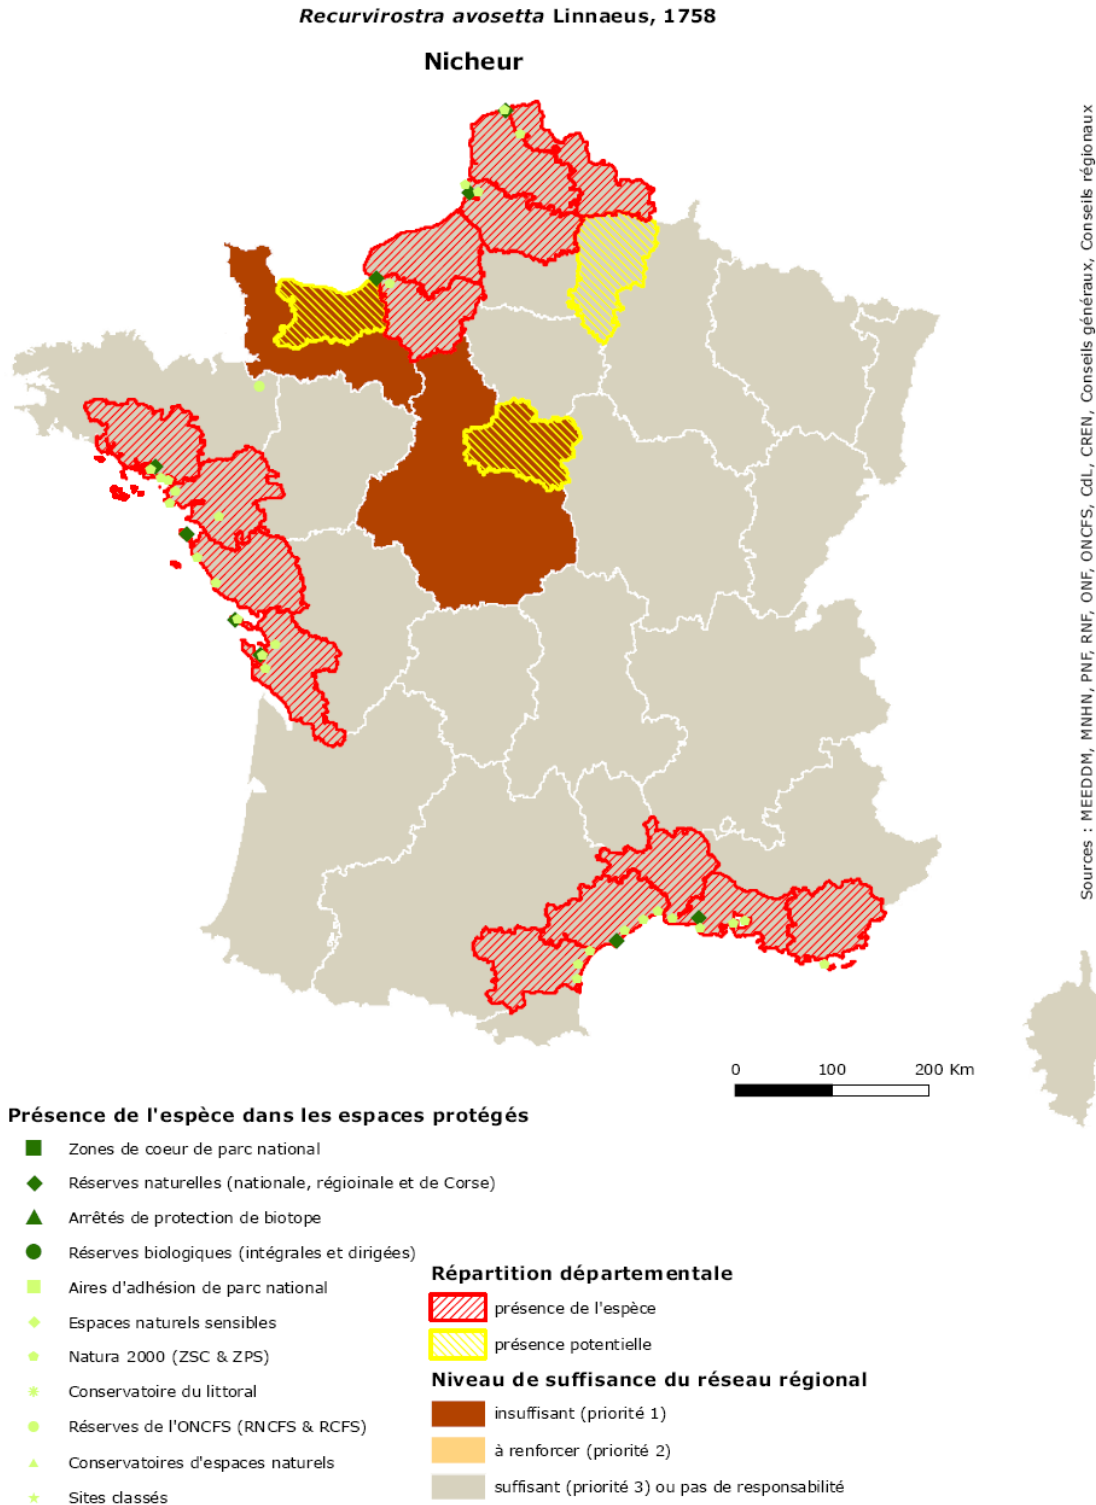 Recurvirostra avosetta Linnaeus, 1758
Nicheur
Sources : MEEDDM, MNHN, PNF, RNF, ONF, ONCFS, CdL, CREN, Conseils généraux, Conseils régionaux
0 100 200 Km
Présence de l'espèce dans les espaces protégés
Zones de coeur de parc national
Réserves naturelles (nationale, régioinale et de Corse)
Arrêtés de protection de biotope
Réserves biologiques (intégrales et dirigées)
Aires d'adhésion de parc national
Espaces naturels sensibles
Natura 2000 (ZSC & ZPS)
Conservatoire du littoral
Réserves de l'ONCFS (RNCFS & RCFS)
Conservatoires d'espaces naturels
Sites classés
Répartition départementale
présence de l'espèce
présence potentielle
Niveau de suffisance du réseau régional
insuffisant (priorité 1)
à renforcer (priorité 2)
suffisant (priorité 3) ou pas de responsabilité